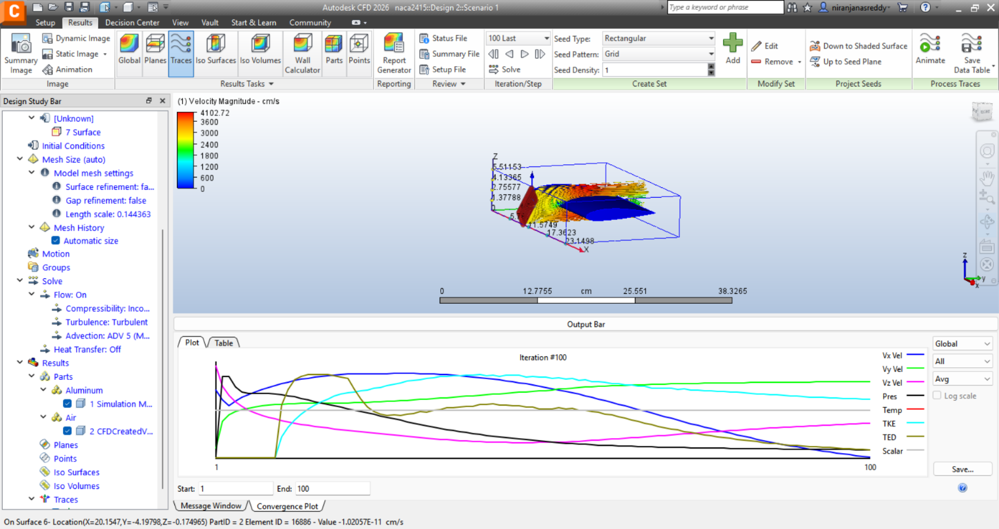 C
Autodesk CFD 2026 naca2415::Design 2::Scenario 1
Type a keyword or phrase
niranjanasreddy
?
Setup
Results
Decision Center
View
Vault
Start & Learn
Community
Summary Image
Dynamic Image
Static Image
Animation
Image
Global
Planes
Traces
Iso Surfaces
Iso Volumes
Wall Calculator
Parts
Points
Results Tasks
Report Generator
Reporting
Status File
Summary File
Setup File
Review
100 Last
Solve
Iteration/Step
Seed Type: Rectangular
Seed Pattern: Grid
Seed Density: 1
Add
Create Set
Edit
Remove
Modify Set
Down to Shaded Surface
Up to Seed Plane
Project Seeds
Animate
Save Data Table
Process Traces
Design Study Bar
[Unknown]
7 Surface
Initial Conditions
Mesh Size (auto)
Model mesh settings
Surface refinement: fa...
Gap refinement: false
Length scale: 0.144363
Mesh History
Automatic size
Motion
Groups
Solve
Flow: On
Compressibility: Inco...
Turbulence: Turbulent
Advection: ADV 5 (M...
Heat Transfer: Off
Results
Parts
Aluminum
1 Simulation M...
Air
2 CFDCreatedV...
Planes
Points
Iso Surfaces
Iso Volumes
Traces
(1) Velocity Magnitude - cm/s
4102.72
3600
3000
2400
1800
1200
600
0
Z
5.51153
4.13365
2.75577
1.37788
0
11.5749
17.3623
23.1498
X
Z
y
x
0 12.7755 cm 25.551 38.3265
Output Bar
Plot
Table
Iteration #100
Vx Vel
Vy Vel
Vz Vel
Pres
Temp
TKE
TED
Scalar
1
100
Global
All
Avg
Log scale
Save...
Start: 1 End: 100
Message Window
Convergence Plot
On Surface 6- Location(X=20.1547,Y=-4.19798,Z=-0.174965) PartID = 2 Element ID = 16886 - Value -1.02057E-11 cm/s